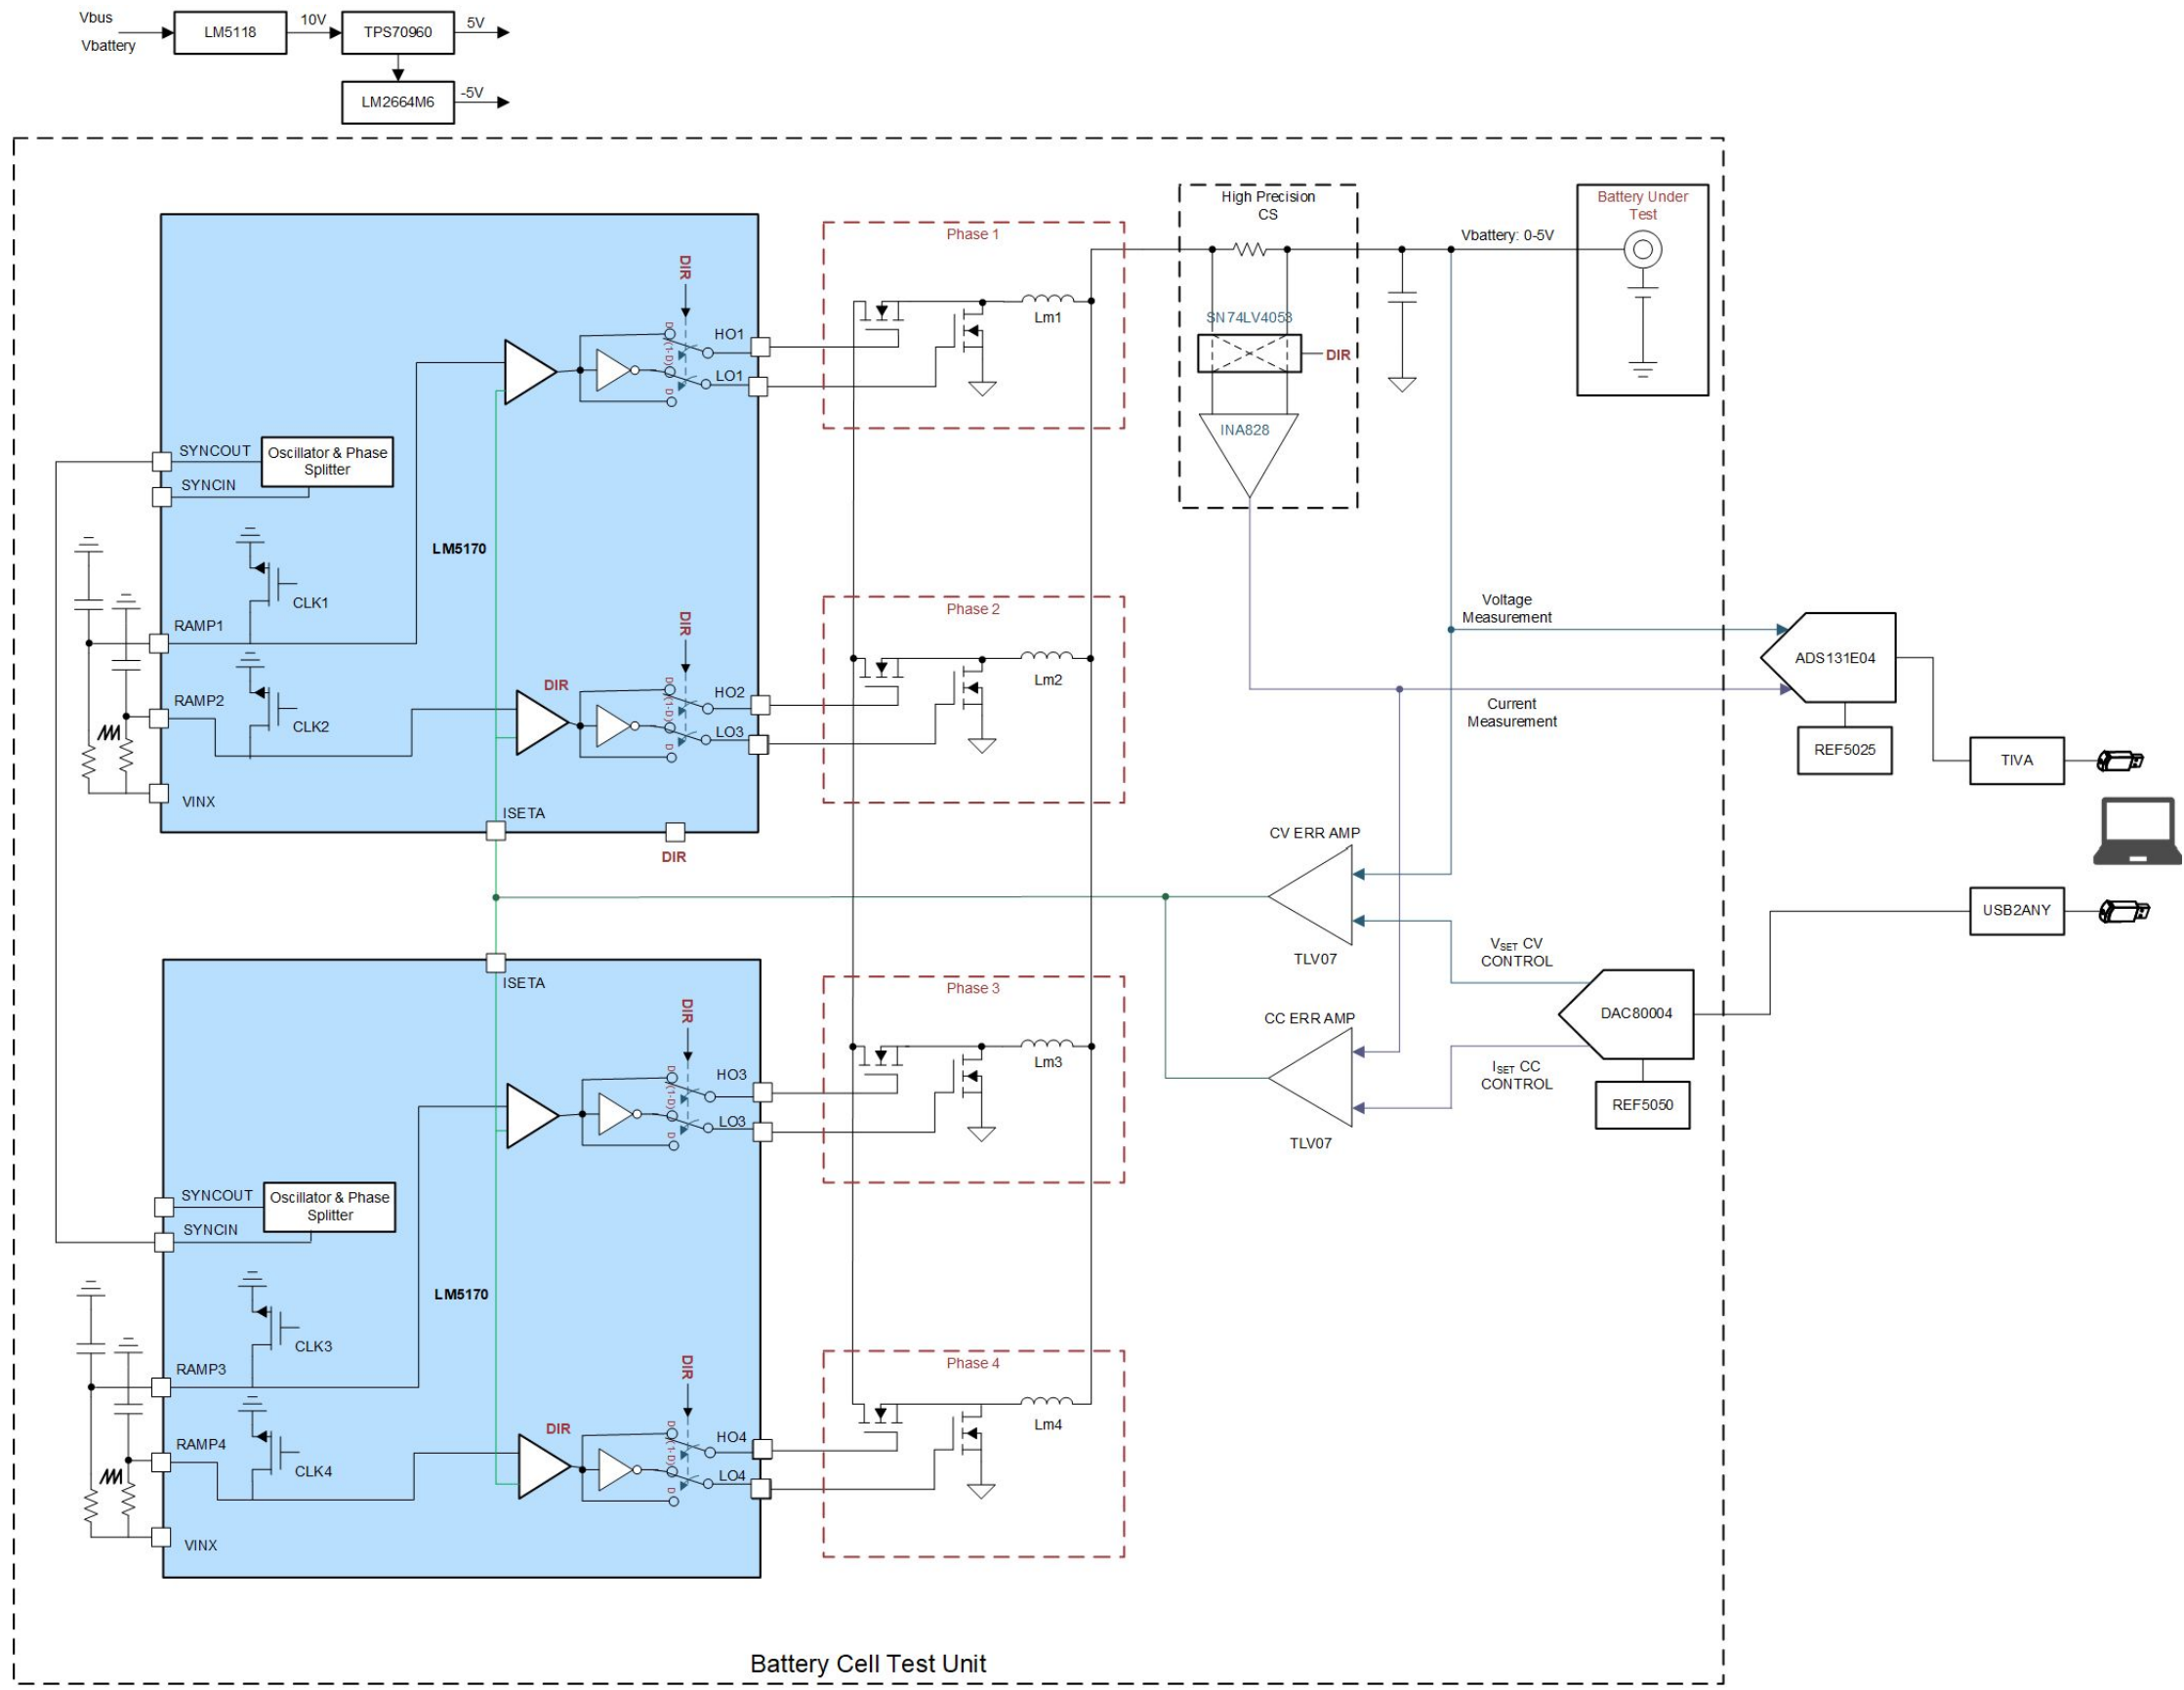 Vbus
Vbattery
LM5118
10V
TPS70960
5V
LM2664M6
-5V
High Precision
CS
Battery Under
Test
Phase 1
Vbattery: 0-5V
DIR
HO1
D
(1-D)
D
LO1
Lm1
SN74LV4053
DIR
INA828
SYNCOUT
Oscillator & Phase
Splitter
SYNCIN
LM5170
CLK1
RAMP1
Phase 2
Voltage
Measurement
DIR
DIR
HO2
D
(1-D)
D
LO3
Lm2
ADS131E04
RAMP2
CLK2
Current
Measurement
REF5025
TIVA
VINX
ISETA
DIR
CV ERR AMP
TLV07
USB2ANY
VSET CV
CONTROL
ISETA
Phase 3
DIR
CC ERR AMP
DAC80004
HO3
D
(1-D)
D
LO3
Lm3
ISET CC
CONTROL
REF5050
TLV07
SYNCOUT
Oscillator & Phase
Splitter
SYNCIN
LM5170
CLK3
RAMP3
Phase 4
DIR
DIR
HO4
D
(1-D)
D
LO4
Lm4
RAMP4
CLK4
VINX
Battery Cell Test Unit